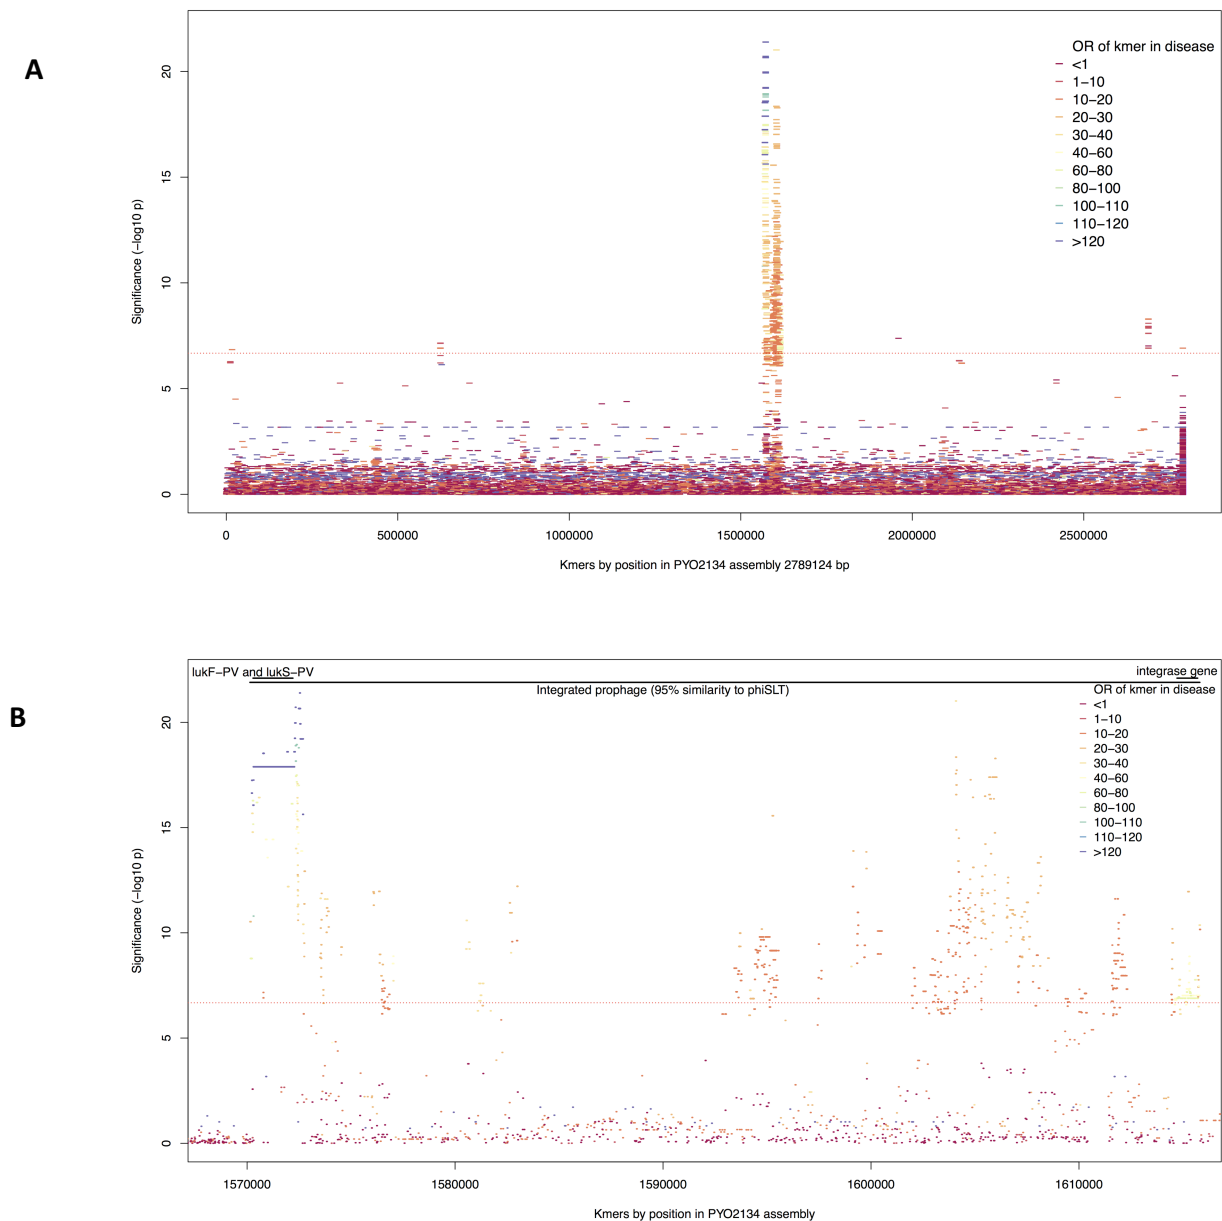 A
OR of kmer in disease
<1
1−10
10−20
20−30
30−40
40−60
60−80
80−100
100−110
110−120
>120
Significance (−log10 p)
20
15
10
5
0
0 500000 1000000 1500000 2000000 2500000
Kmers by position in PYO2134 assembly 2789124 bp
B
lukF−PV and lukS−PV
integrase gene
Integrated prophage (95% similarity to phiSLT)
OR of kmer in disease
<1
1−10
10−20
20−30
30−40
40−60
60−80
80−100
100−110
110−120
>120
Significance (−log10 p)
20
15
10
5
0
1570000 1580000 1590000 1600000 1610000
Kmers by position in PYO2134 assembly